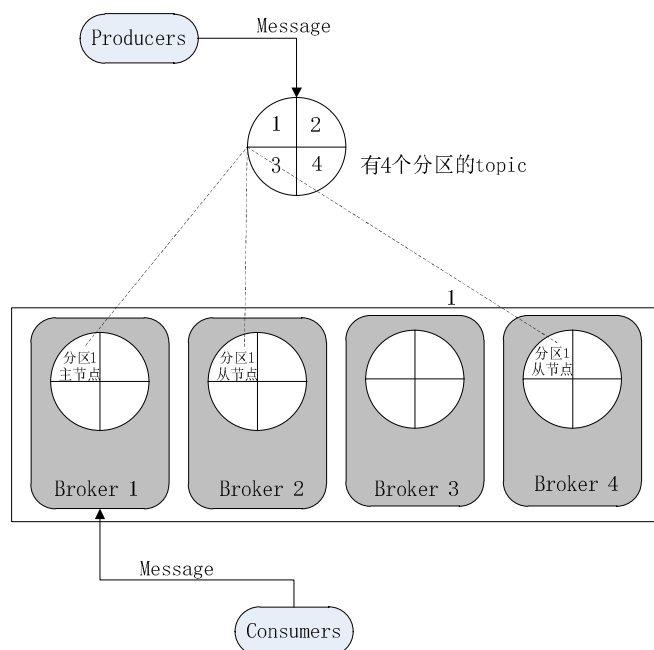 Producers
Message
1 2
3 4
有4个分区的topic
1
分区1
主节点
分区1
从节点
分区1
从节点
Broker 1
Broker 2
Broker 3
Broker 4
Message
Consumers